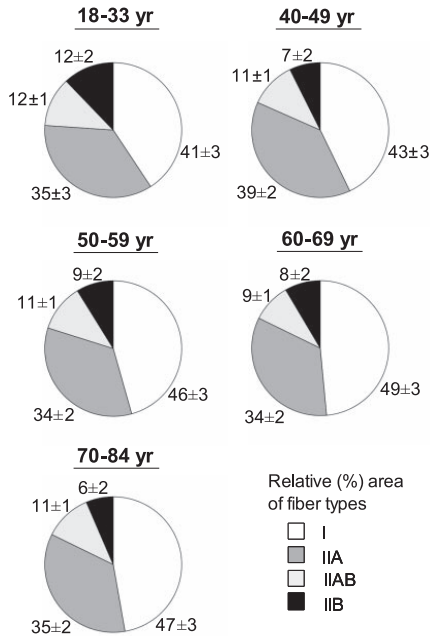 18-33 yr
12±2
12±1
35±3
41±3
40-49 yr
7±2
11±1
39±2
43±3
50-59 yr
9±2
11±1
34±2
46±3
60-69 yr
8±2
9±1
34±2
49±3
70-84 yr
6±2
11±1
35±2
47±3
Relative (%) area
of fiber types
I
IIA
IIAB
IIB